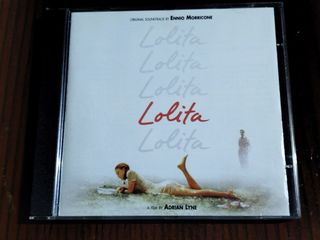 ORIGINAL SOUNDTRACK BY ENNIO MORRICONE
Lolita
Lolita
Lolita
Lolita
Lolita
A FILM BY ADRIAN LYNE